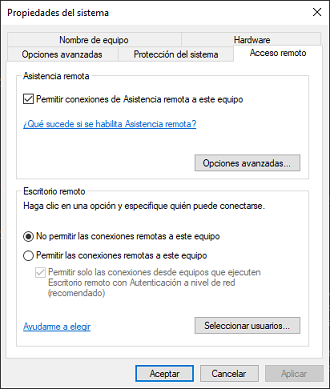 Propiedades del sistema
Nombre de equipo
Hardware
Opciones avanzadas
Protección del sistema
Acceso remoto
Asistencia remota
Permitir conexiones de Asistencia remota a este equipo
¿Qué sucede si se habilita Asistencia remota?
Opciones avanzadas...
Escritorio remoto
Haga clic en una opción y especifique quién puede conectarse.
No permitir las conexiones remotas a este equipo
Permitir las conexiones remotas a este equipo
Permitir solo las conexiones desde equipos que ejecuten
Escritorio remoto con Autenticación a nivel de red
(recomendado)
Ayudarme a elegir
Seleccionar usuarios...
Aceptar
Cancelar
Aplicar